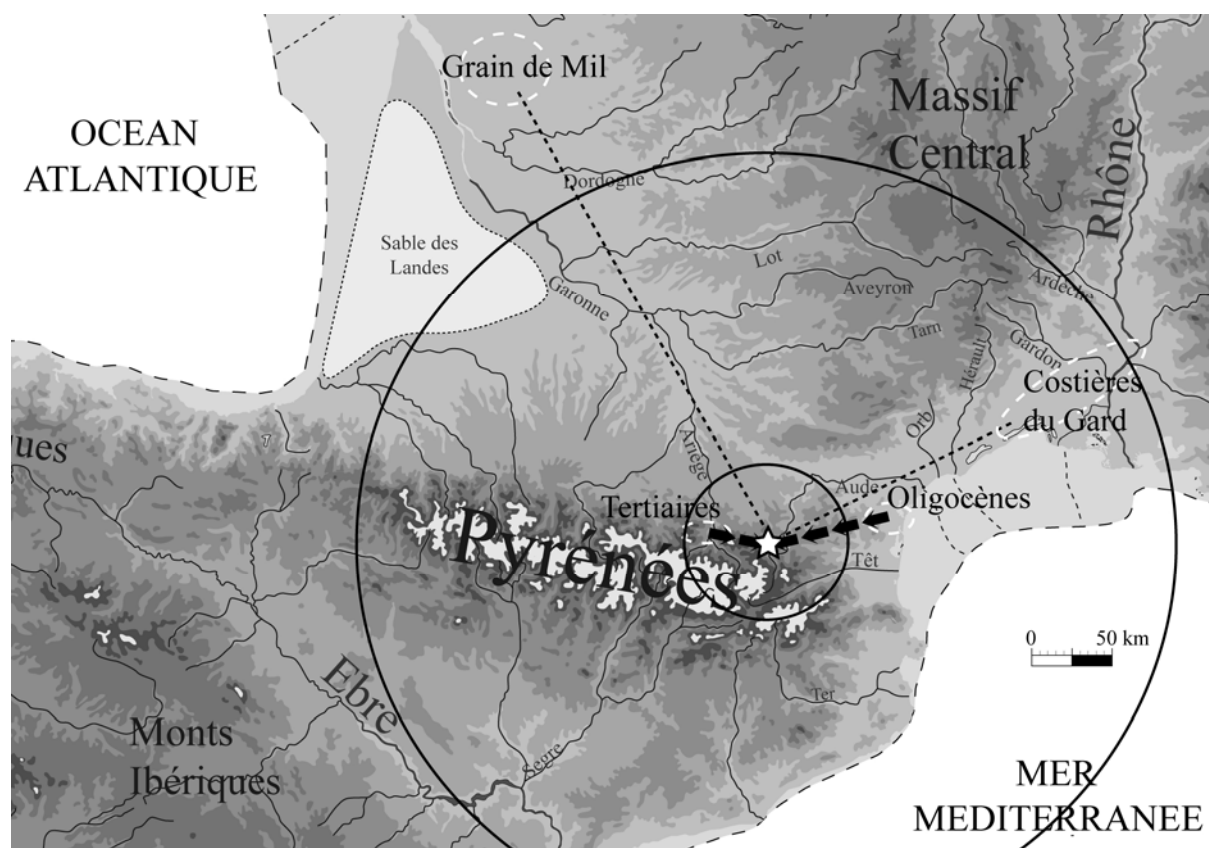 Grain de Mil
OCEAN
ATLANTIQUE
Massif
Central
Rhône
Dordogne
Sable des
Landes
Lot
Garonne
Aveyron
Ardèche
Tarn
Gardon
Hérault
Costières
du Gard
Orb
ques
Ariège
Aude
Tertiaires
Oligocènes
Pyrénées
Têt
0 50 km
Ebre
Ter
Segre
Monts
Ibériques
MER
MEDITERRANEE